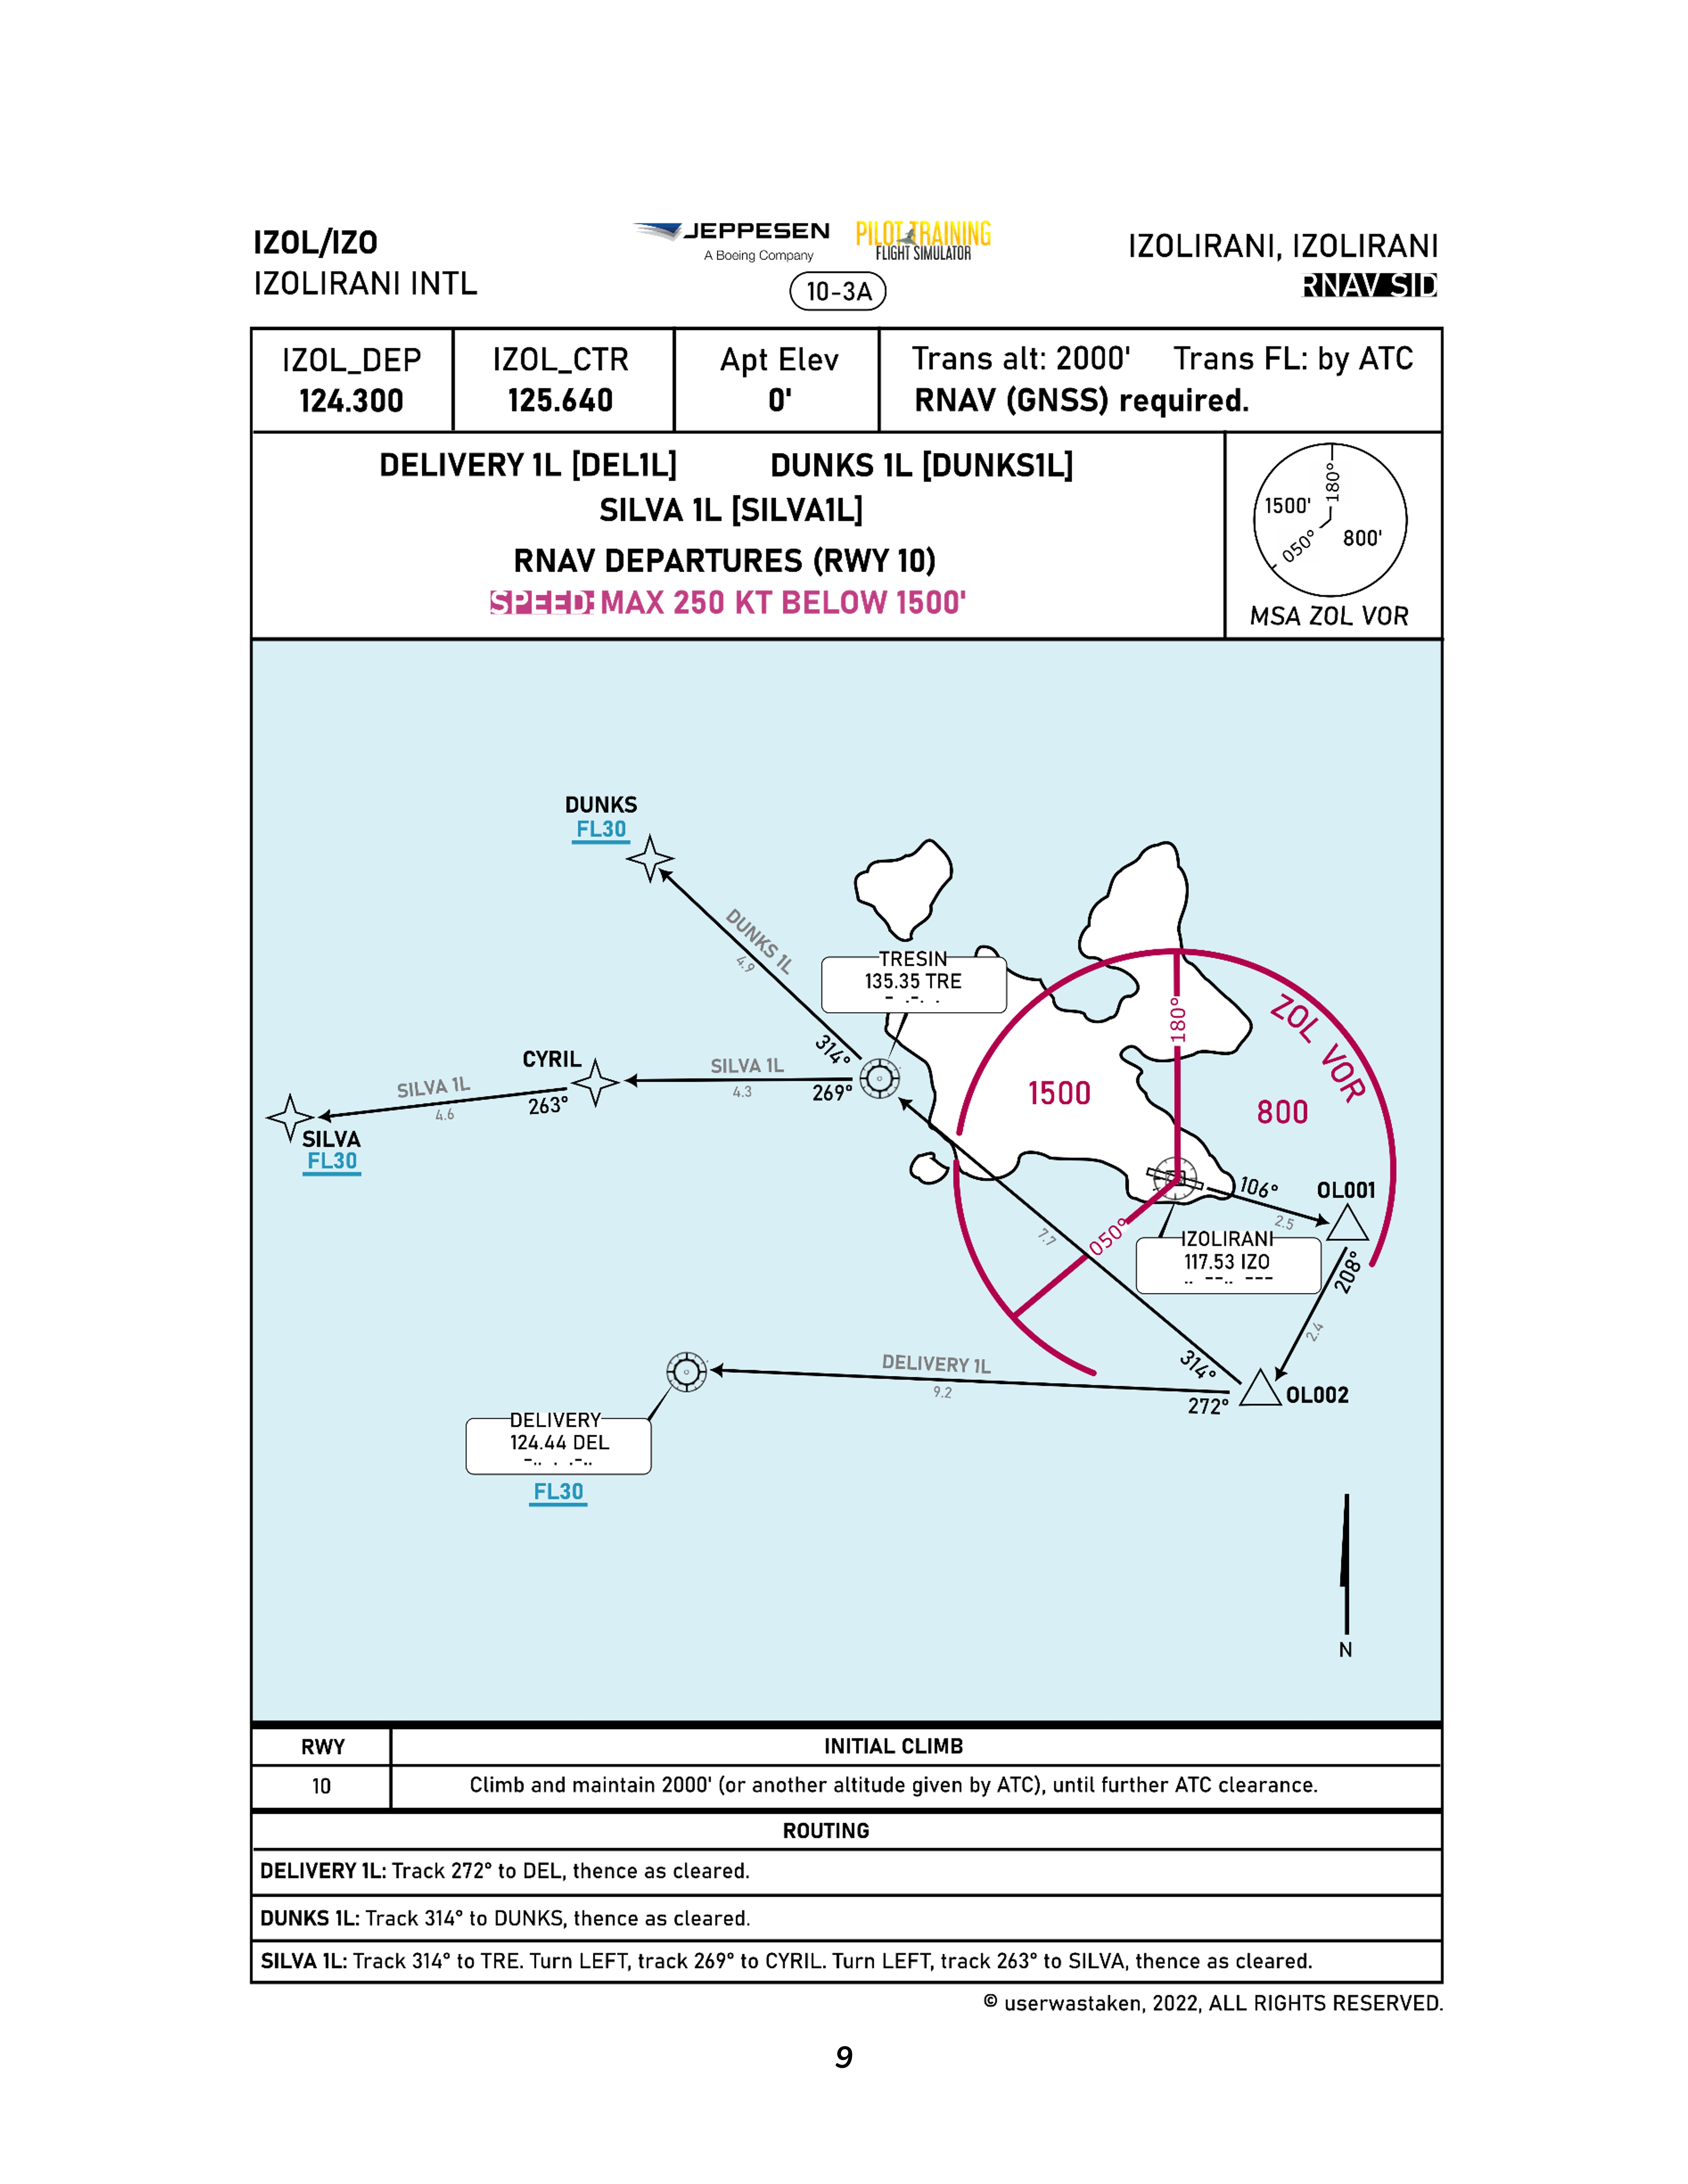 IZOL/IZO
IZOLIRANI INTL
JEPPESEN
A Boeing Company
PILOT TRAINING
FLIGHT SIMULATOR
10-3A
IZOLIRANI, IZOLIRANI
RNAV SID
IZOL_DEP
124.300
IZOL_CTR
125.640
Apt Elev
0'
Trans alt: 2000' Trans FL: by ATC
RNAV (GNSS) required.
DELIVERY 1L [DEL1L] DUNKS 1L [DUNKS1L]
SILVA 1L [SILVA1L]
RNAV DEPARTURES (RWY 10)
SPEED: MAX 250 KT BELOW 1500'
180°
1500'
050°
800'
MSA ZOL VOR
DUNKS
FL30
DUNKS 1L
4.9
TRESIN
135.35 TRE
- .-. .
314°
CYRIL
SILVA 1L
4.3
269°
SILVA 1L
4.6
263°
SILVA
FL30
180°
ZOL VOR
1500
800
106°
2.5
OL001
050°
7.7
IZOLIRANI
117.53 IZO
.. --.. ---
208°
2.4
314°
272°
OL002
DELIVERY 1L
9.2
DELIVERY
124.44 DEL
-.. . .-..
FL30
N
RWY INITIAL CLIMB
10 Climb and maintain 2000' (or another altitude given by ATC), until further ATC clearance.
ROUTING
DELIVERY 1L: Track 272° to DEL, thence as cleared.
DUNKS 1L: Track 314° to DUNKS, thence as cleared.
SILVA 1L: Track 314° to TRE. Turn LEFT, track 269° to CYRIL. Turn LEFT, track 263° to SILVA, thence as cleared.
© userwastaken, 2022, ALL RIGHTS RESERVED.
9